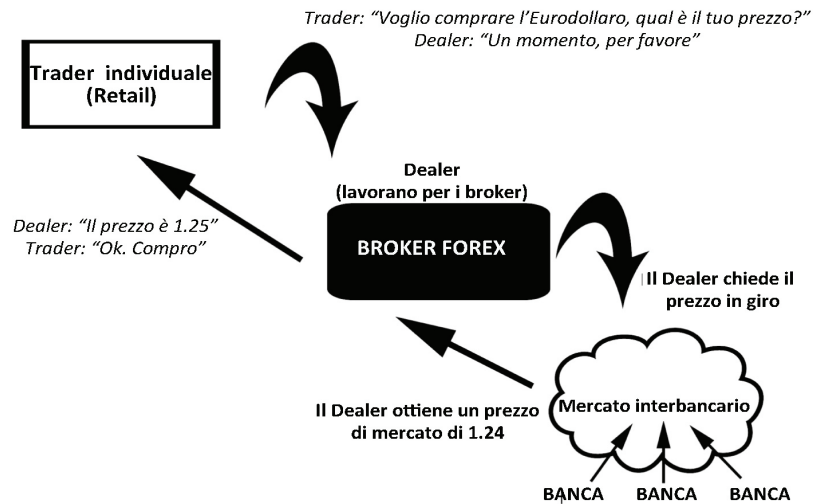 Trader: “Voglio comprare l’Eurodollaro, qual è il tuo prezzo?”
Dealer: “Un momento, per favore”
Trader individuale
(Retail)
Dealer
(lavorano per i broker)
Dealer: “Il prezzo è 1.25”
Trader: “Ok. Compro”
BROKER FOREX
Il Dealer chiede il
prezzo in giro
Il Dealer ottiene un prezzo
di mercato di 1.24
Mercato interbancario
BANCA BANCA BANCA